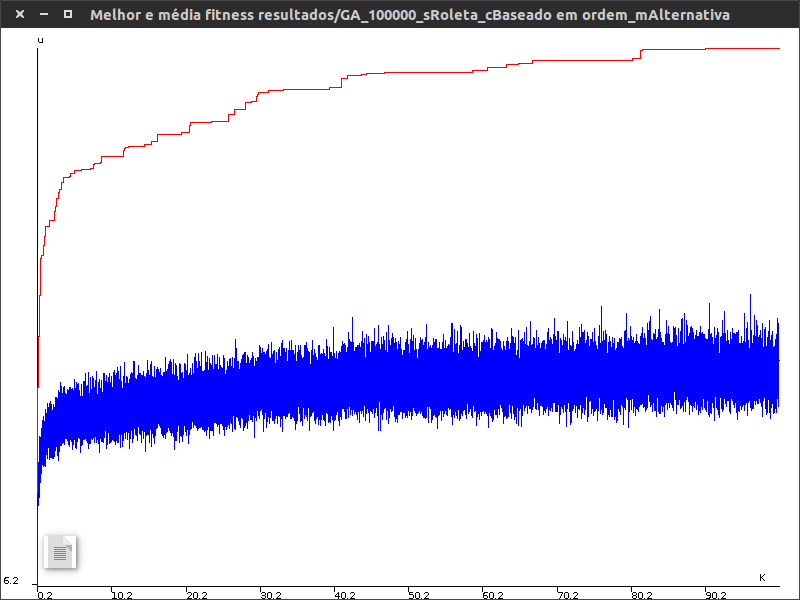 Melhor e média fitness resultados/GA_100000_sRoleta_cBaseado em ordem_mAlternativa
u
6.2
K
0.2 10.2 20.2 30.2 40.2 50.2 60.2 70.2 80.2 90.2